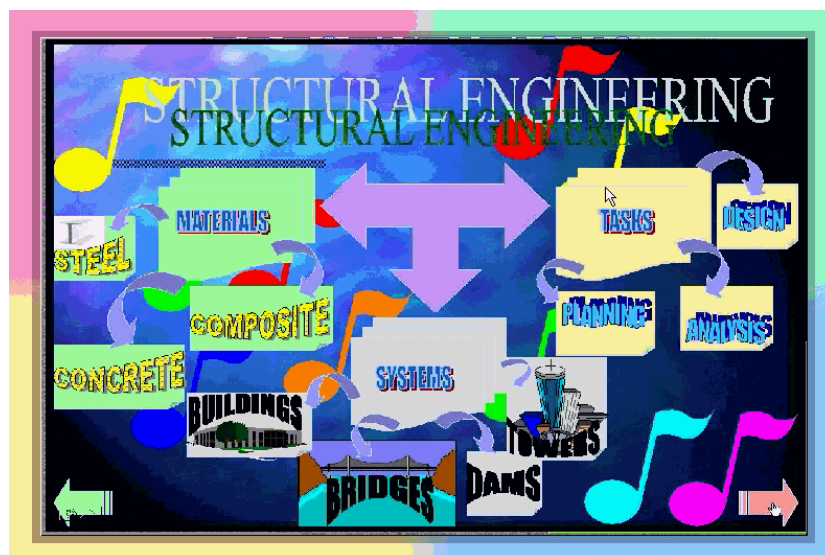 STRUCTURAL ENGINEERING
STRUCTURAL ENGINEERING
MATERIALS
TASKS
DESIGN
STEEL
COMPOSITE
PLANNING
ANALYSIS
CONCRETE
SYSTEMS
BUILDINGS
TOWERS
BRIDGES
DAMS